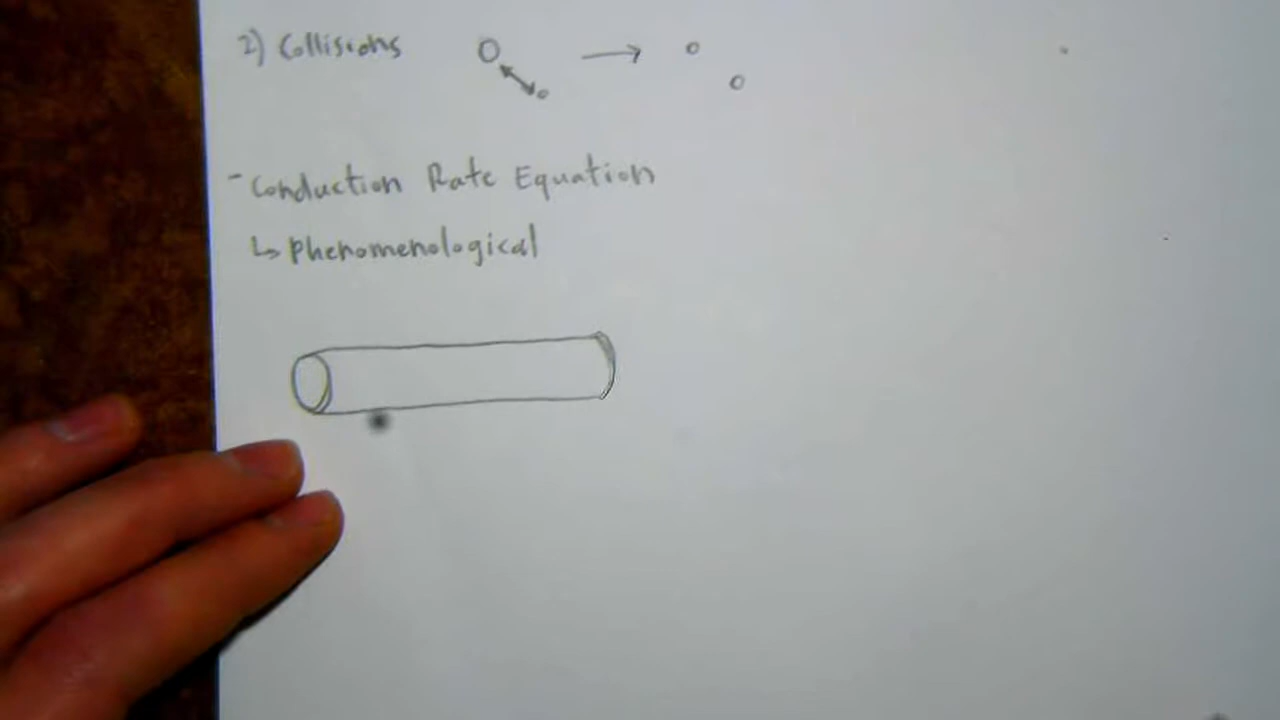 2) Collisions
- Conduction Rate Equation
↳ Phenomenological